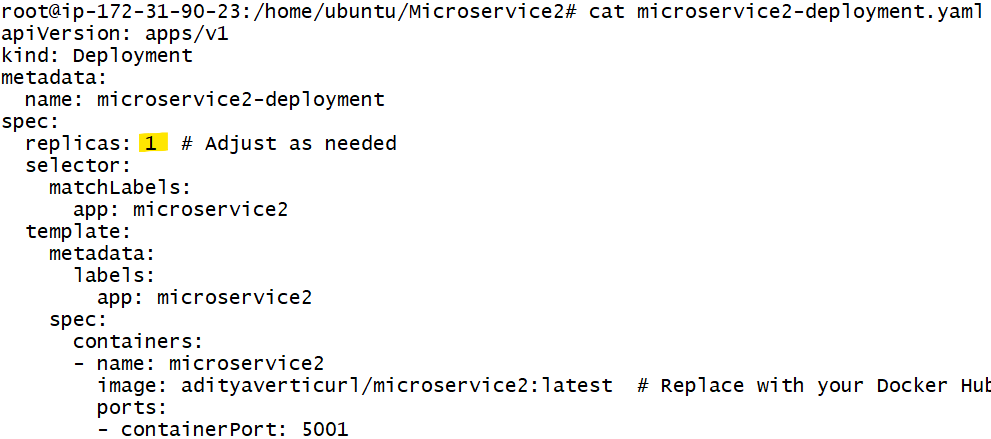 root@ip-172-31-90-23:/home/ubuntu/Microservice2# cat microservice2-deployment.yaml
apiVersion: apps/v1
kind: Deployment
metadata:
  name: microservice2-deployment
spec:
  replicas: 1  # Adjust as needed
  selector:
    matchLabels:
      app: microservice2
  template:
    metadata:
      labels:
        app: microservice2
    spec:
      containers:
      - name: microservice2
        image: adityaverticurl/microservice2:latest  # Replace with your Docker Hub
        ports:
        - containerPort: 5001